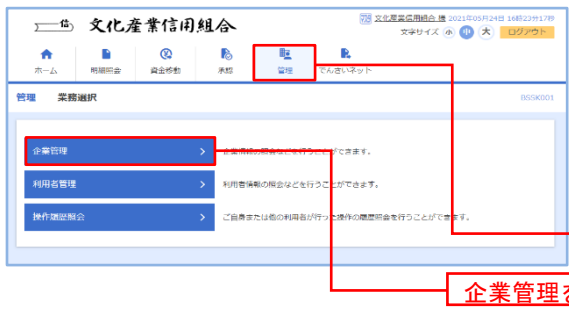 信 文化産業信用組合
文化産業信用組合 様 2021年05月24日 16時23分17秒
文字サイズ 小 中 大 ログアウト
ホーム 明細照会 資金移動 承認 管理 でんさいネット
管理 業務選択 BSSK001
企業管理 企業情報の照会などを行うことができます。
利用者管理 利用者情報の照会などを行うことができます。
操作履歴照会 ご自身または他の利用者が行った操作の履歴照会を行うことができます。
企業管理を